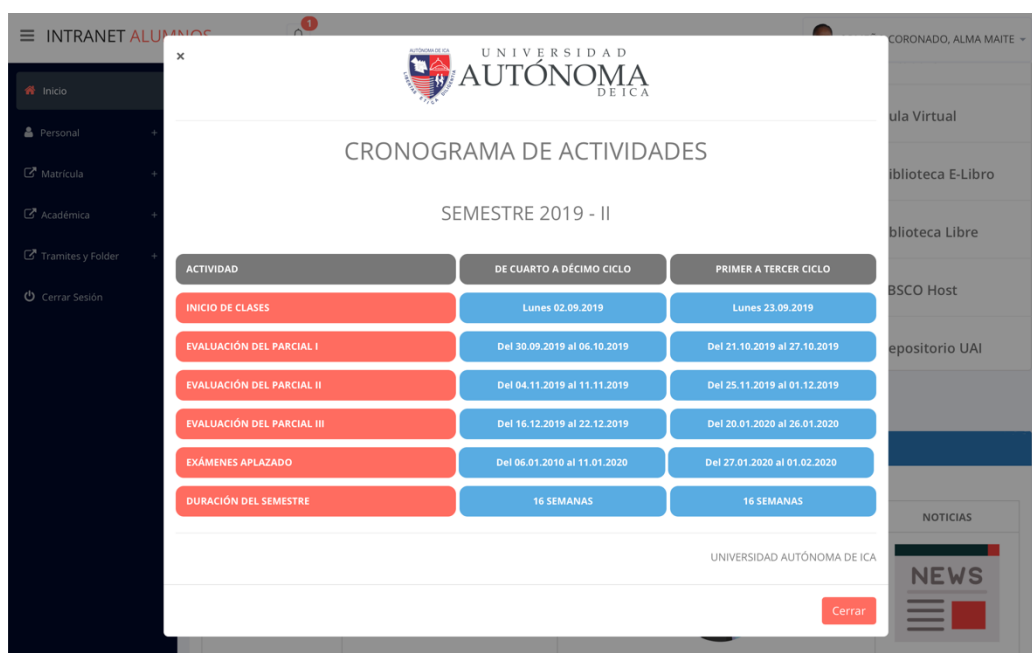 INTRANET ALUMNOS
1
CORONADO, ALMA MAITE
×
AUTÓNOMA DE ICA
UNIVERSIDAD
AUTÓNOMA
DE ICA
Inicio
Personal +
Matrícula +
Académica +
Tramites y Folder +
Cerrar Sesión
CRONOGRAMA DE ACTIVIDADES
SEMESTRE 2019 - II
ACTIVIDAD DE CUARTO A DÉCIMO CICLO PRIMER A TERCER CICLO
INICIO DE CLASES Lunes 02.09.2019 Lunes 23.09.2019
EVALUACIÓN DEL PARCIAL I Del 30.09.2019 al 06.10.2019 Del 21.10.2019 al 27.10.2019
EVALUACIÓN DEL PARCIAL II Del 04.11.2019 al 11.11.2019 Del 25.11.2019 al 01.12.2019
EVALUACIÓN DEL PARCIAL III Del 16.12.2019 al 22.12.2019 Del 20.01.2020 al 26.01.2020
EXÁMENES APLAZADO Del 06.01.2010 al 11.01.2020 Del 27.01.2020 al 01.02.2020
DURACIÓN DEL SEMESTRE 16 SEMANAS 16 SEMANAS
UNIVERSIDAD AUTÓNOMA DE ICA
Cerrar
ula Virtual
iblioteca E-Libro
blioteca Libre
BSCO Host
epositorio UAI
NOTICIAS
NEWS